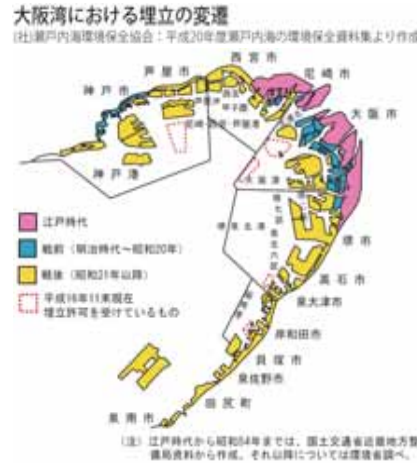 大阪湾における埋立の変遷
(社)瀬戸内海環境保全協会：平成20年度瀬戸内海の環境保全資料集より作成
西宮市
芦屋市
尼崎市
神戸市
大阪市
神戸港
江戸時代
戦前（明治時代～昭和20年）
戦後（昭和21年以降）
平成16年11末現在
埋立許可を受けているもの
堺市
高石市
泉大津市
岸和田市
貝塚市
泉佐野市
田尻町
泉南市
（注）江戸時代から昭和54年までは、国土交通省近畿地方整
備局資料から作成。それ以降については環境省調べ。